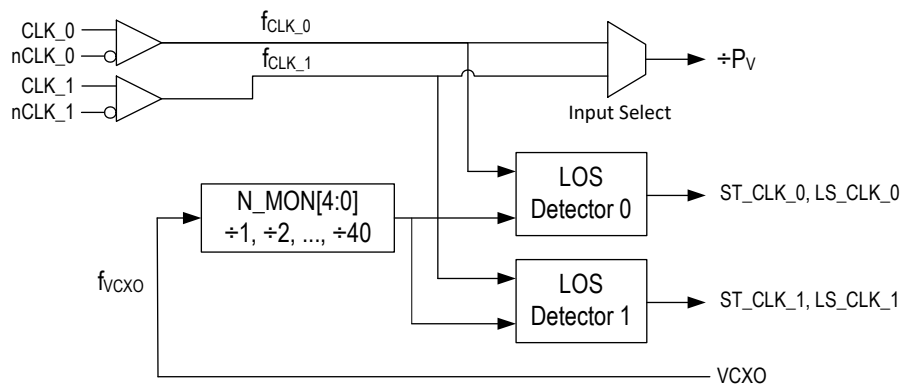 CLK_0
nCLK_0
CLK_1
nCLK_1
fCLK_0
fCLK_1
÷PV
Input Select
N_MON[4:0]
÷1, ÷2, ..., ÷40
LOS
Detector 0
ST_CLK_0, LS_CLK_0
fVCXO
LOS
Detector 1
ST_CLK_1, LS_CLK_1
VCXO